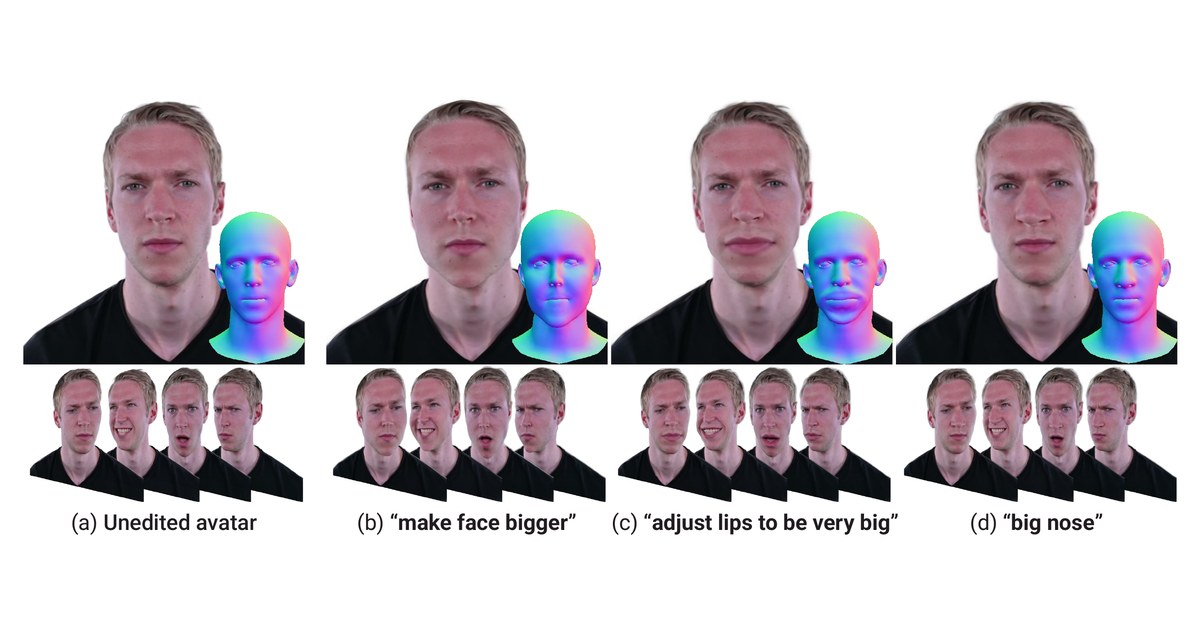 (a) Unedited avatar
(b) “make face bigger”
(c) “adjust lips to be very big”
(d) “big nose”